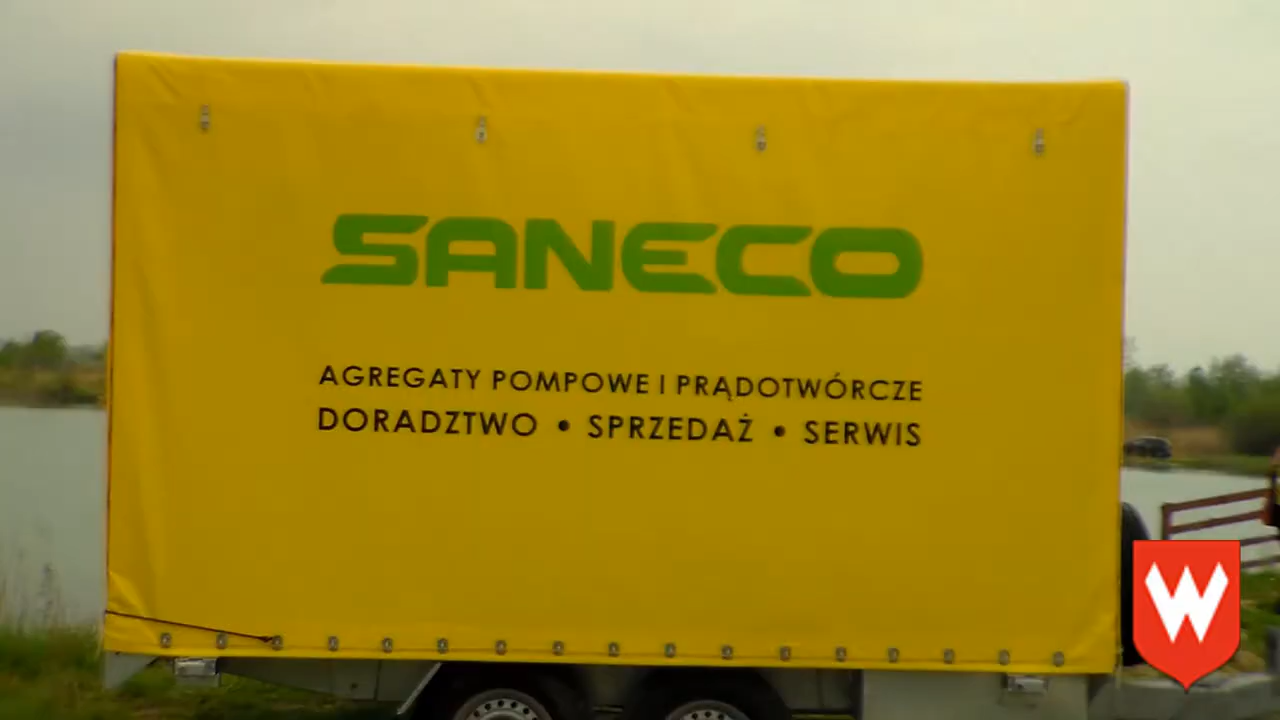 SANECO
AGREGATY POMPOWE I PRĄDOTWÓRCZE
DORADZTWO • SPRZEDAŻ • SERWIS
W